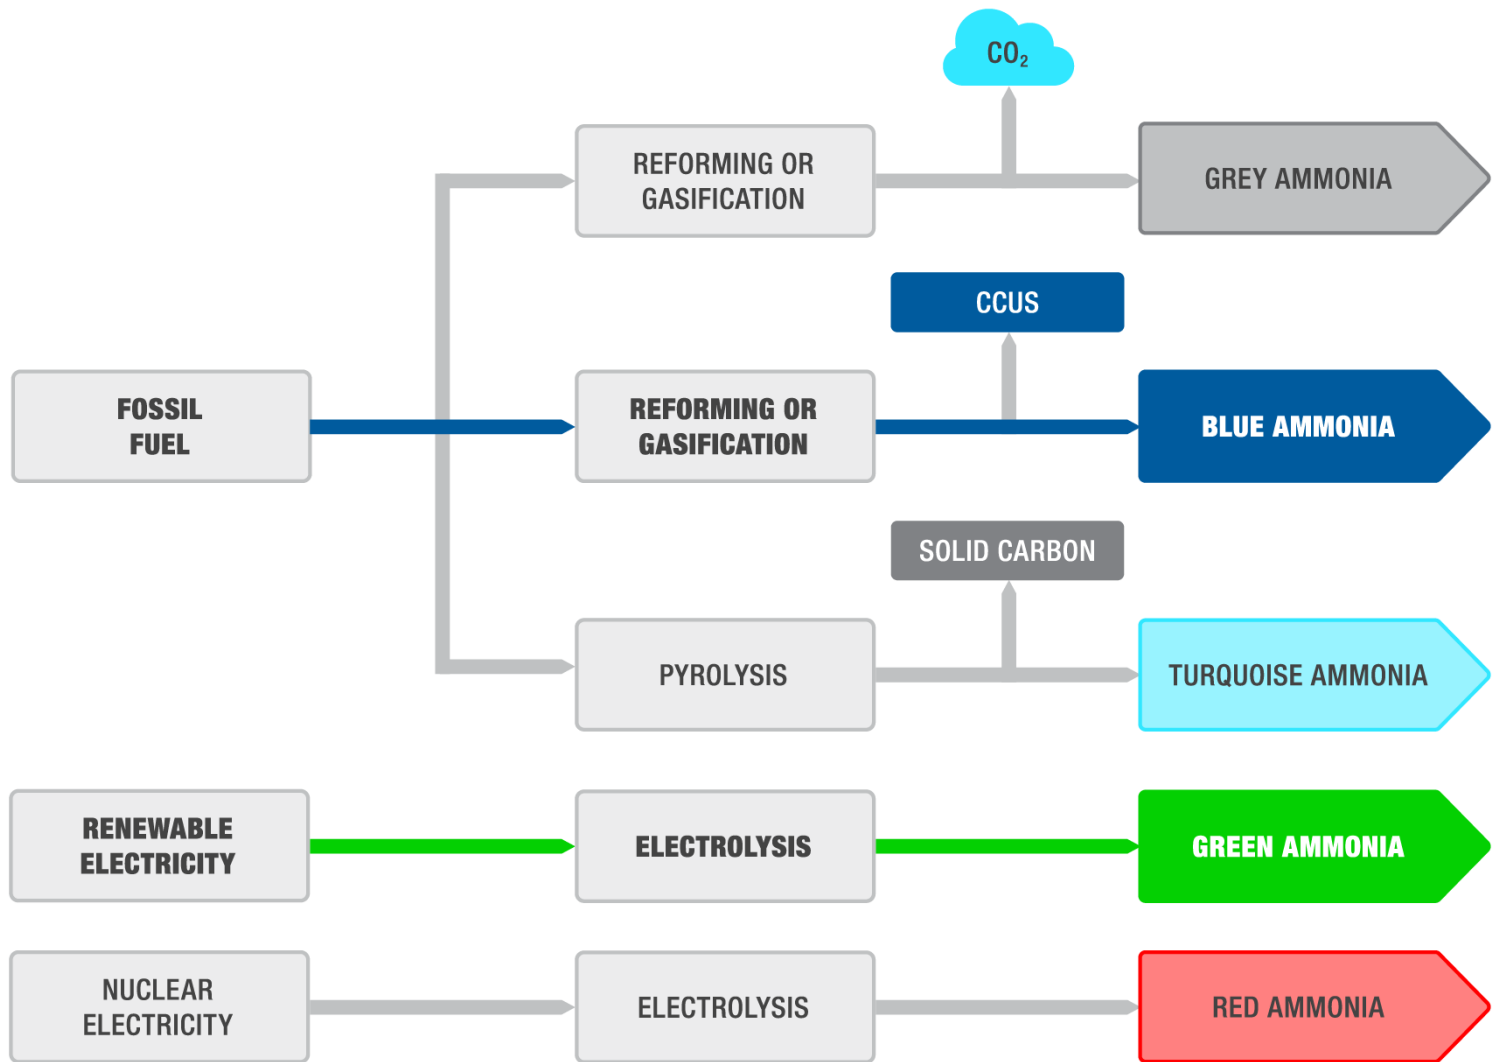 CO₂
REFORMING OR
GASIFICATION
GREY AMMONIA
CCUS
FOSSIL
FUEL
REFORMING OR
GASIFICATION
BLUE AMMONIA
SOLID CARBON
PYROLYSIS
TURQUOISE AMMONIA
RENEWABLE
ELECTRICITY
ELECTROLYSIS
GREEN AMMONIA
NUCLEAR
ELECTRICITY
ELECTROLYSIS
RED AMMONIA